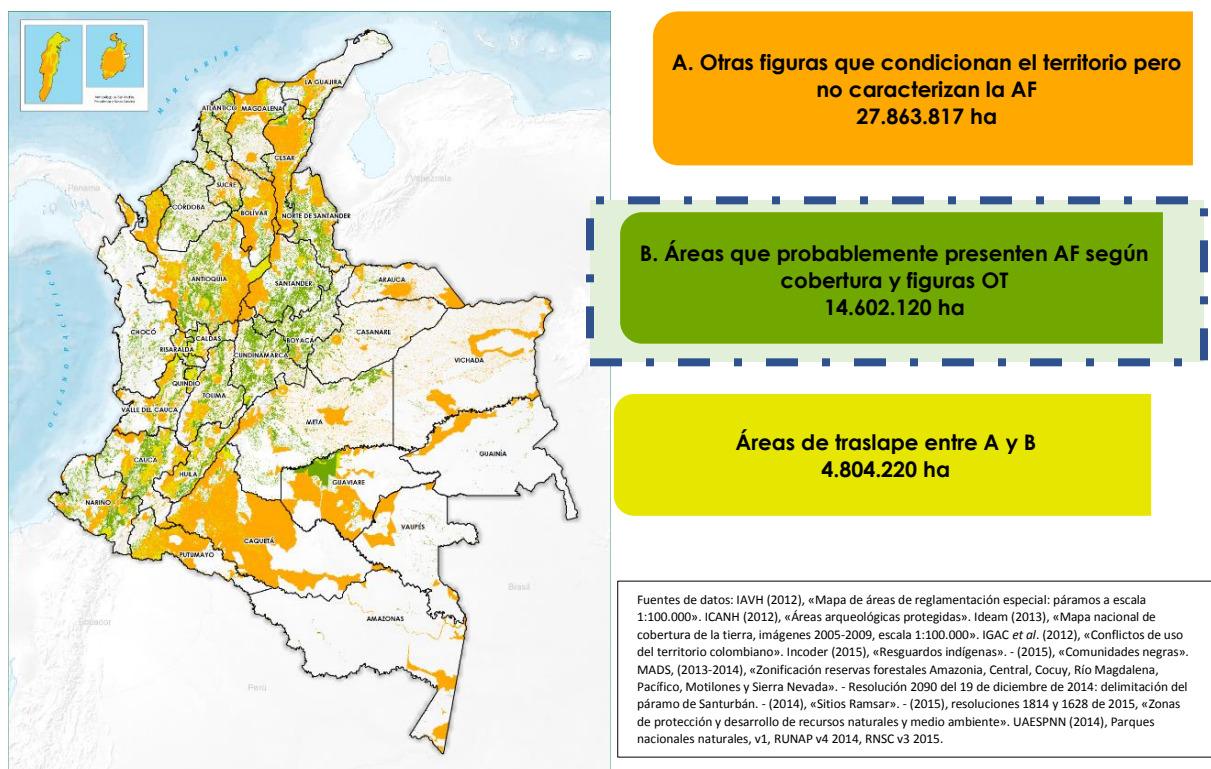 MAR CARIBE
LA GUAJIRA
ATLÁNTICO
MAGDALENA
CESAR
Panama
Venezuela
SUCRE
CÓRDOBA
BOLÍVAR
NORTE DE SANTANDER
OCEANO PACIFICO
ANTIOQUIA
SANTANDER
ARAUCA
CHOCÓ
CALDAS
BOYACA
CASANARE
RISARALDA
CUNDINAMARCA
VICHADA
QUINDIO
TOLIMA
VALLE DEL CAUCA
META
CAUCA
GUAINÍA
HUILA
GUAVIARE
NARIÑO
VAUPÉS
CAQUETÁ
PUTUMAYO
Brasil
Ecuador
AMAZONAS
Perú
A. Otras figuras que condicionan el territorio pero
no caracterizan la AF
27.863.817 ha
B. Áreas que probablemente presenten AF según
cobertura y figuras OT
14.602.120 ha
Áreas de traslape entre A y B
4.804.220 ha
Fuentes de datos: IAVH (2012), «Mapa de áreas de reglamentación especial: páramos a escala
1:100.000». ICANH (2012), «Áreas arqueológicas protegidas». Ideam (2013), «Mapa nacional de
cobertura de la tierra, imágenes 2005-2009, escala 1:100.000». IGAC et al. (2012), «Conflictos de uso
del territorio colombiano». Incoder (2015), «Resguardos indígenas». - (2015), «Comunidades negras».
MADS, (2013-2014), «Zonificación reservas forestales Amazonia, Central, Cocuy, Río Magdalena,
Pacífico, Motilones y Sierra Nevada». - Resolución 2090 del 19 de diciembre de 2014: delimitación del
páramo de Santurbán. - (2014), «Sitios Ramsar». - (2015), resoluciones 1814 y 1628 de 2015, «Zonas
de protección y desarrollo de recursos naturales y medio ambiente». UAESPNN (2014), Parques
nacionales naturales, v1, RUNAP v4 2014, RNSC v3 2015.